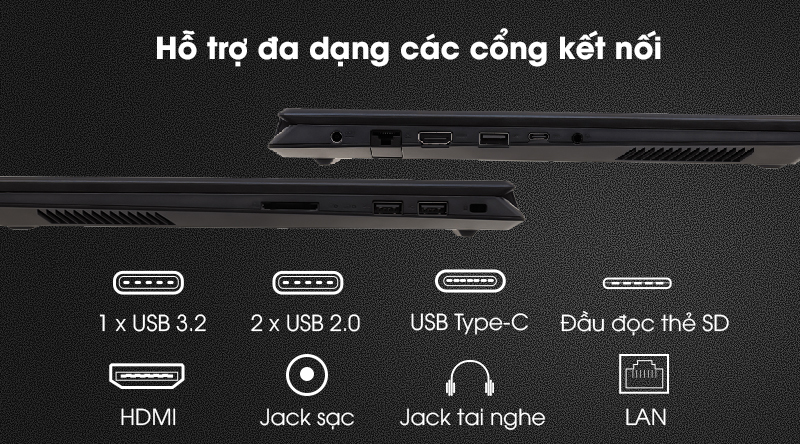 Hỗ trợ đa dạng các cổng kết nối
1 x USB 3.2
2 x USB 2.0
USB Type-C
Đầu đọc thẻ SD
HDMI
Jack sạc
Jack tai nghe
LAN